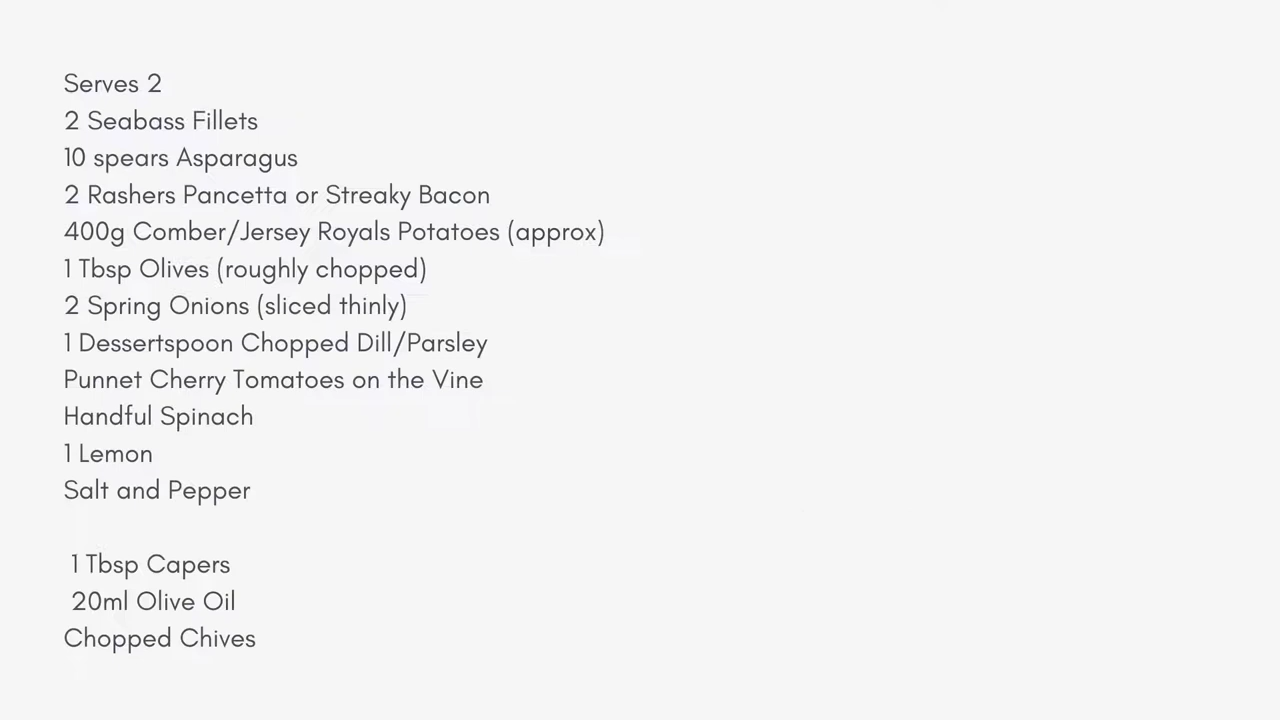 Serves 2
2 Seabass Fillets
10 spears Asparagus
2 Rashers Pancetta or Streaky Bacon
400g Comber/Jersey Royals Potatoes (approx)
1 Tbsp Olives (roughly chopped)
2 Spring Onions (sliced thinly)
1 Dessertspoon Chopped Dill/Parsley
Punnet Cherry Tomatoes on the Vine
Handful Spinach
1 Lemon
Salt and Pepper
1 Tbsp Capers
20ml Olive Oil
Chopped Chives